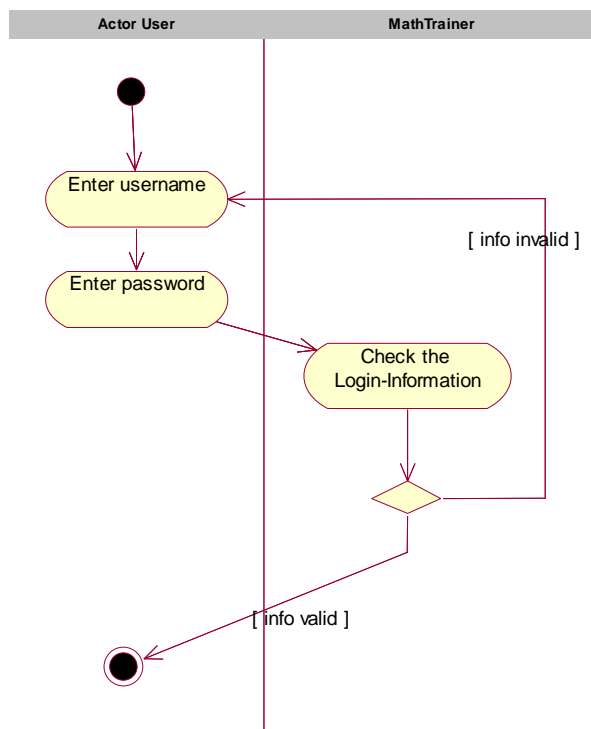 Actor User
MathTrainer
Enter username
[ info invalid ]
Enter password
Check the
Login-Information
[ info valid ]